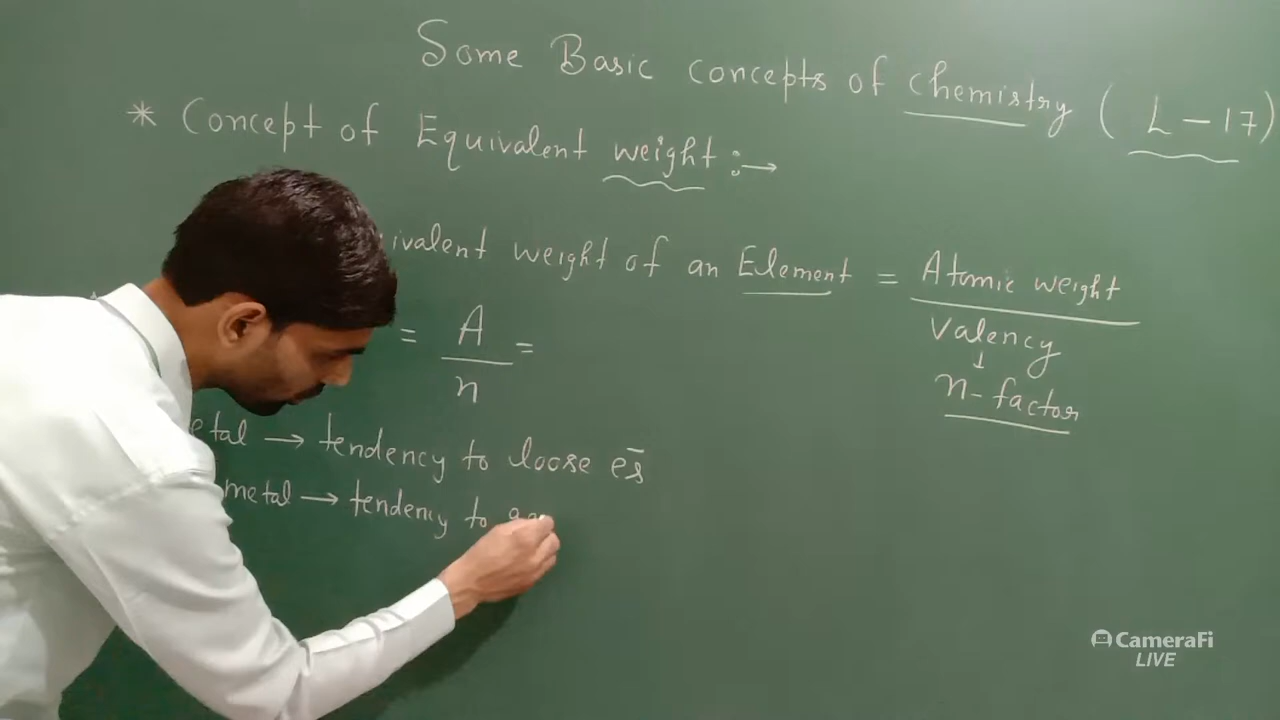 Some Basic concepts of chemistry ( L - 17)
* Concept of Equivalent weight :→
ivalent weight of an Element = Atomic weight
Valency
↓
n - factor
= A
n
=
etal → tendency to loose es
metal → tendency to
CameraFi
LIVE